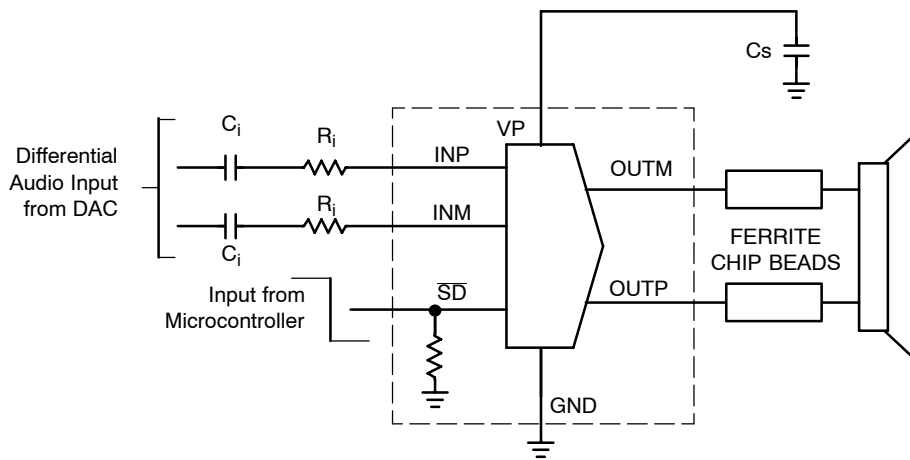 Cs
VP
Differential
Audio Input
from DAC
Cᵢ
Rᵢ
INP
OUTM
Rᵢ
INM
Cᵢ
FERRITE
CHIP BEADS
Input from
Microcontroller
S̅D̅
OUTP
GND